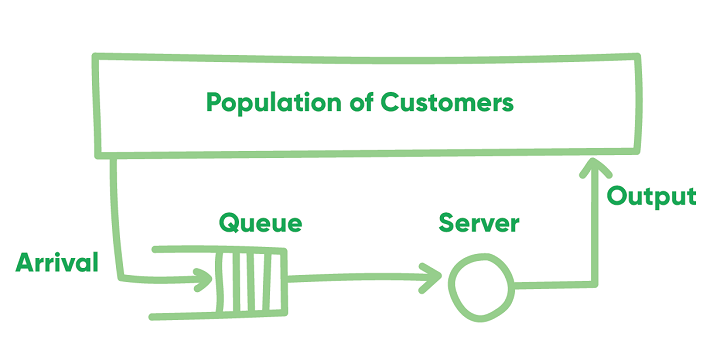 Population of Customers
Queue
Server
Output
Arrival